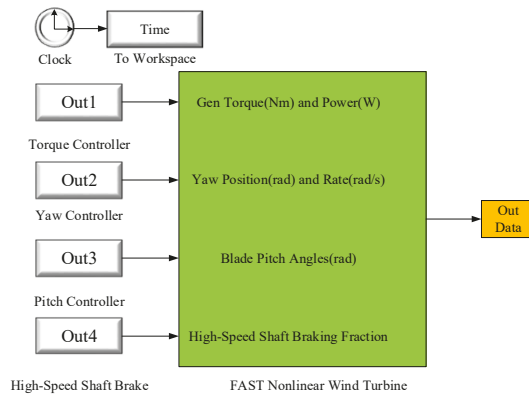 Time
Clock
To Workspace
Out1
Gen Torque(Nm) and Power(W)
Torque Controller
Out2
Yaw Position(rad) and Rate(rad/s)
Yaw Controller
Out
Data
Out3
Blade Pitch Angles(rad)
Pitch Controller
Out4
High-Speed Shaft Braking Fraction
High-Speed Shaft Brake
FAST Nonlinear Wind Turbine